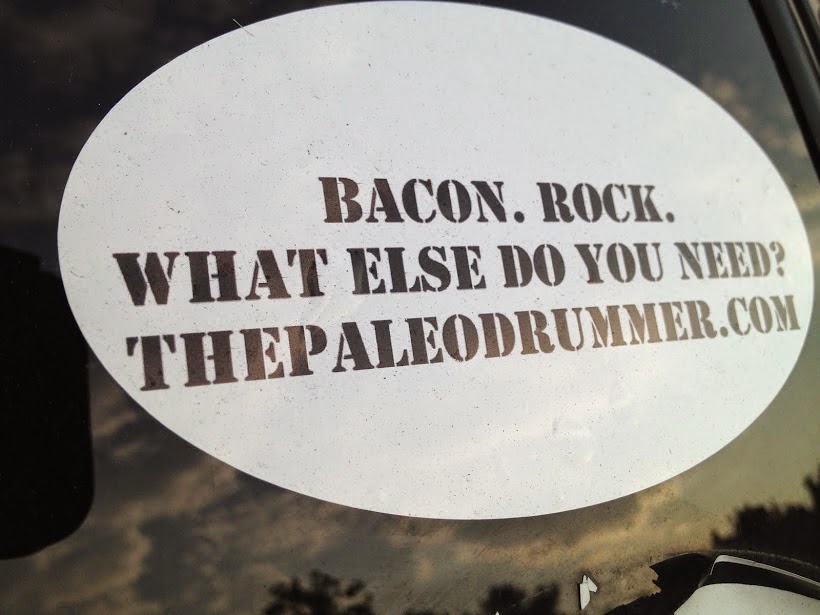 BACON. ROCK.
WHAT ELSE DO YOU NEED?
THEPALEODRUMMER.COM